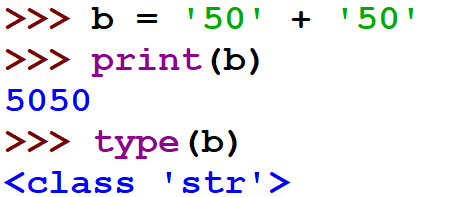 >>> b = '50' + '50'
>>> print(b)
5050
>>> type(b)
<class 'str'>